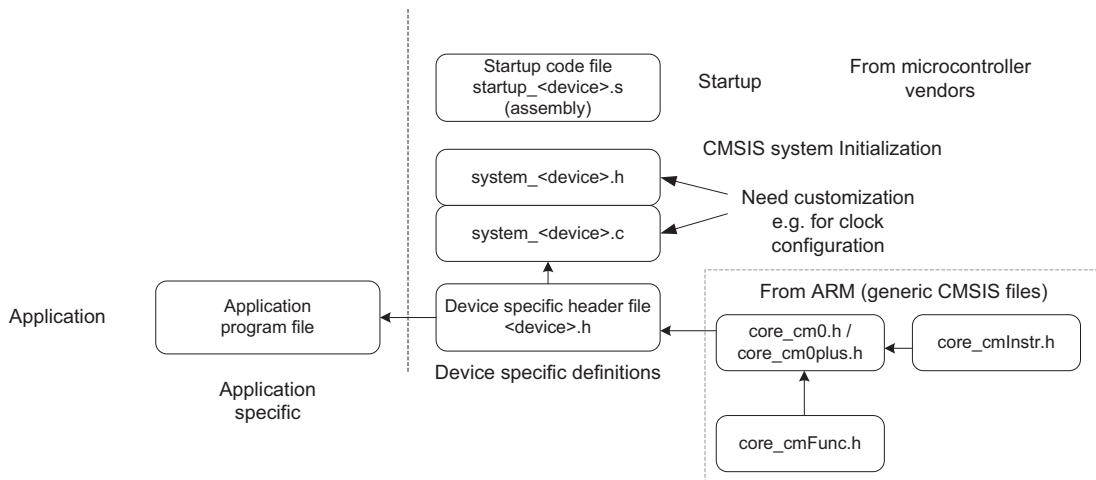 Startup code file
startup_<device>.s
(assembly)
Startup
From microcontroller
vendors
CMSIS system Initialization
system_<device>.h
Need customization
e.g. for clock
configuration
system_<device>.c
From ARM (generic CMSIS files)
Application
Application
program file
Device specific header file
<device>.h
core_cm0.h /
core_cm0plus.h
core_cmInstr.h
Device specific definitions
Application
specific
core_cmFunc.h